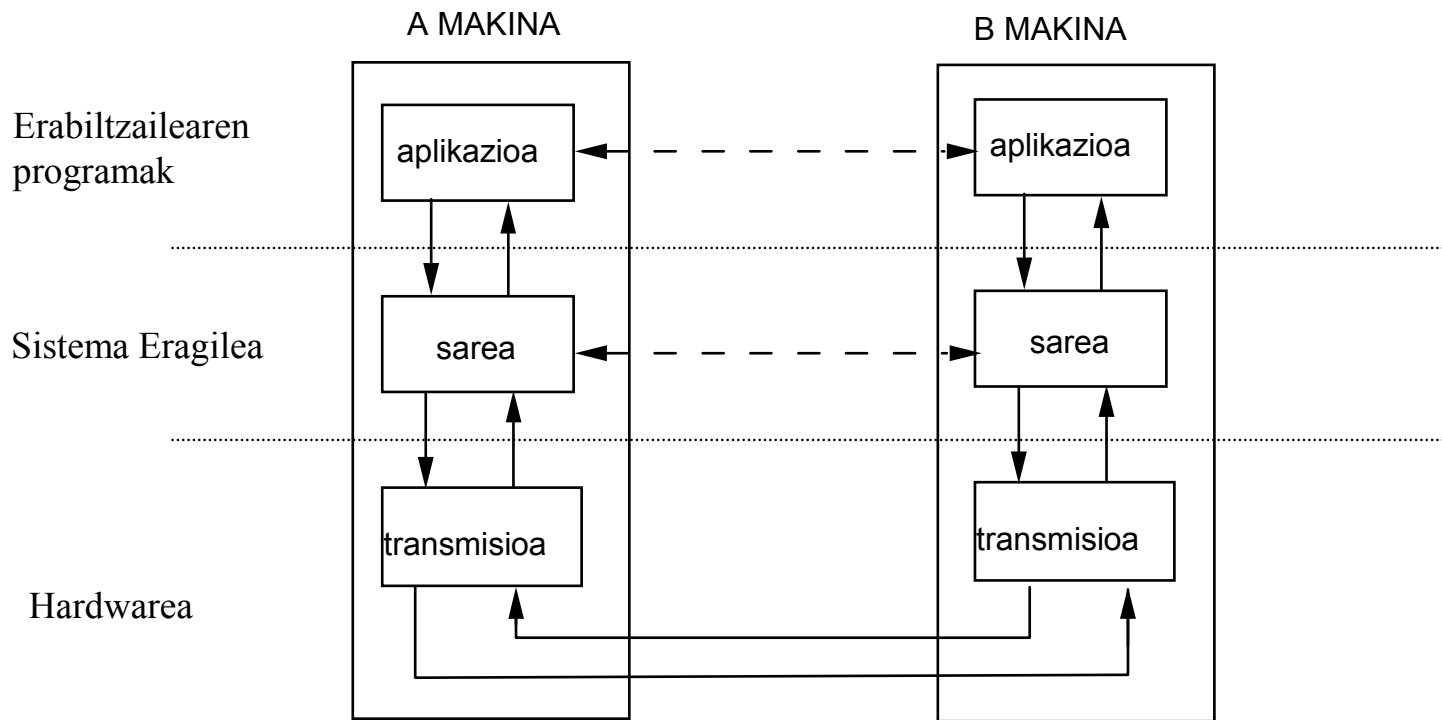 A MAKINA
B MAKINA
Erabiltzailearen
programak
aplikazioa
aplikazioa
Sistema Eragilea
sarea
sarea
transmisioa
transmisioa
Hardwarea